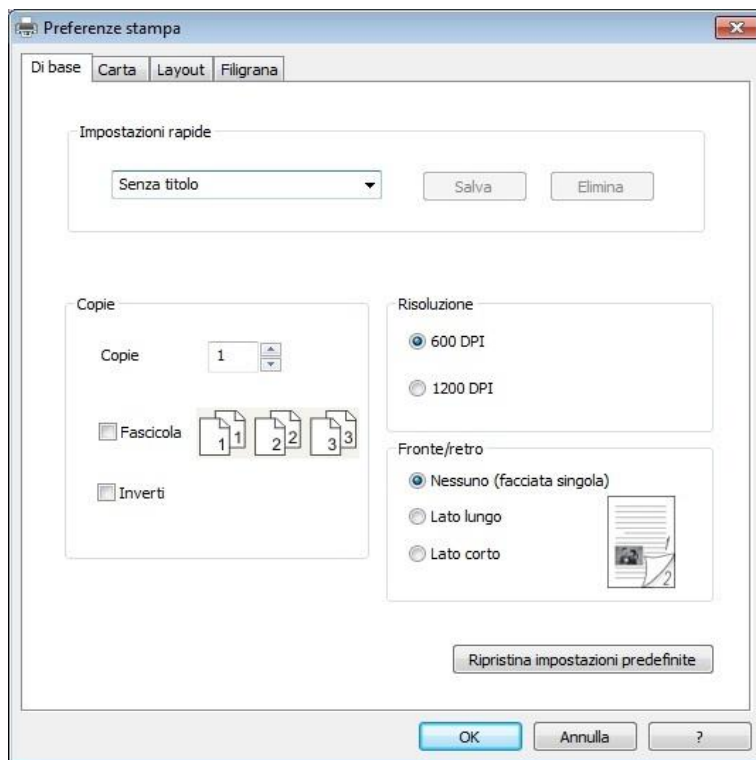 Preferenze stampa
Di base Carta Layout Filigrana
Impostazioni rapide
Senza titolo Salva Elimina
Copie
Copie 1
Fascicola 1 1 2 2 3 3
Inverti
Risoluzione
600 DPI
1200 DPI
Fronte/retro
Nessuno (facciata singola)
Lato lungo
Lato corto
1
2
Ripristina impostazioni predefinite
OK Annulla ?